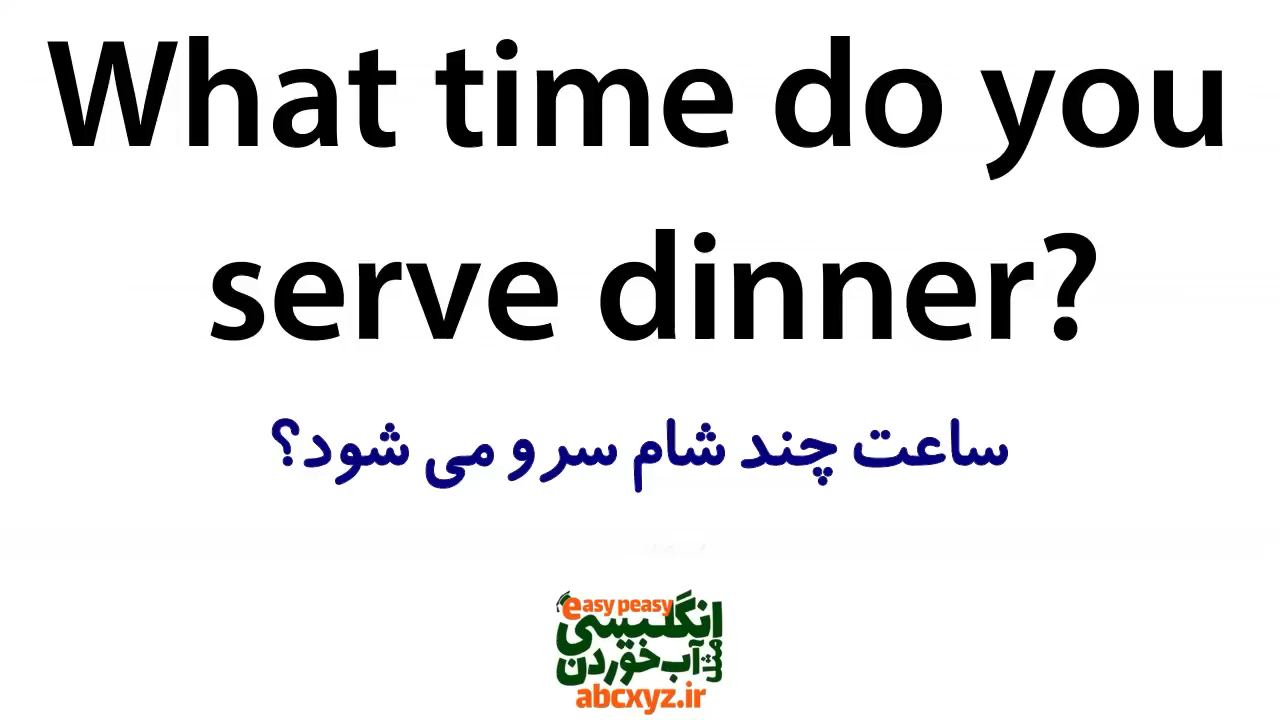 What time do you
serve dinner?
ساعت چند شام سرو می شود؟
easy peasy
انگلیسی
مثل آب خوردن
abcxyz.ir